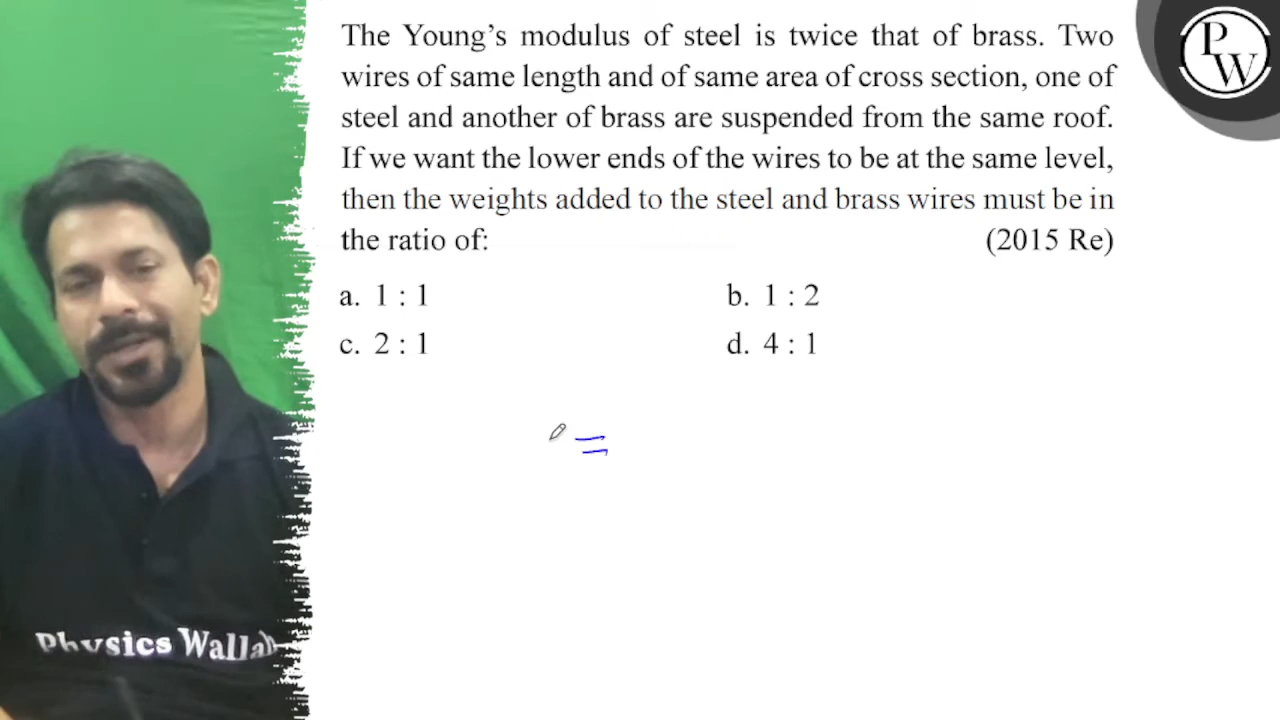 The Young’s modulus of steel is twice that of brass. Two
wires of same length and of same area of cross section, one of
steel and another of brass are suspended from the same roof.
If we want the lower ends of the wires to be at the same level,
then the weights added to the steel and brass wires must be in
the ratio of: (2015 Re)
a. 1 : 1 b. 1 : 2
c. 2 : 1 d. 4 : 1
=
PW
Physics Wallah